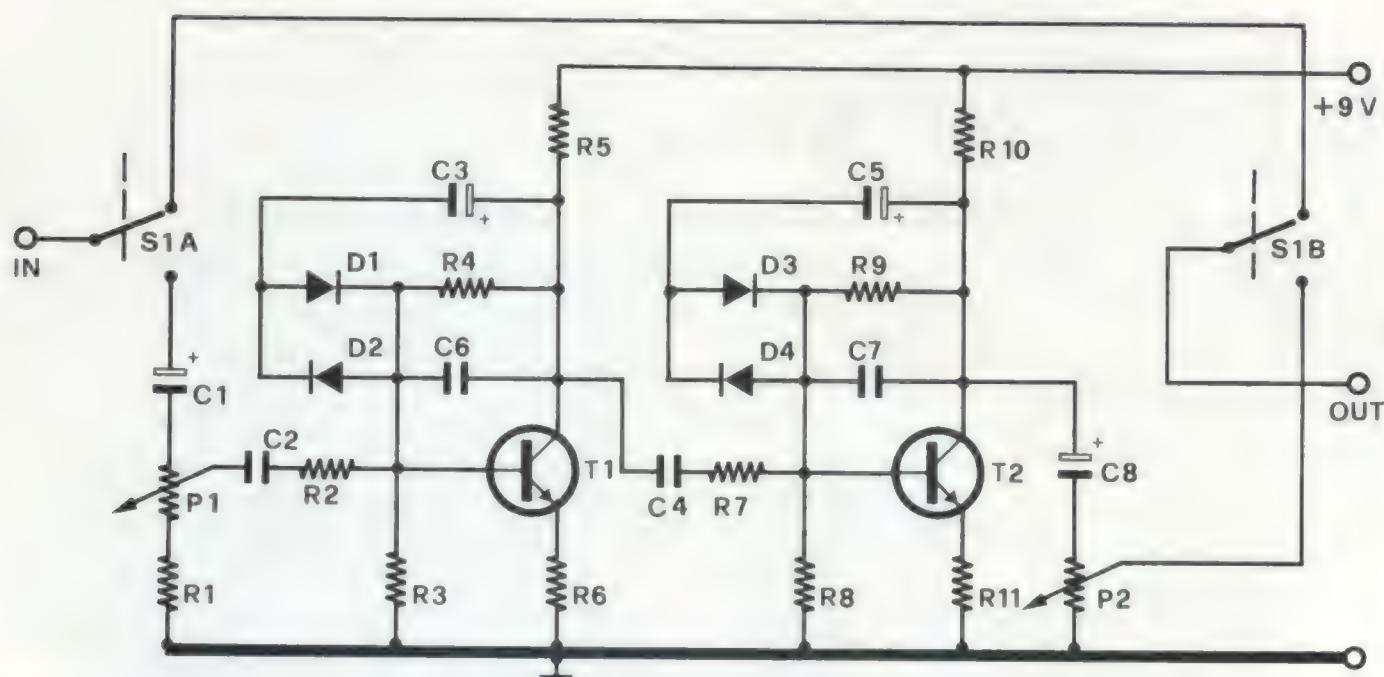 +9V
R5
R10
C3
+
C5
+
IN
S1A
S1B
D1
R4
D3
R9
D2
C6
D4
C7
+
C1
OUT
C2
R2
P1
T1
C4
R7
T2
+
C8
R1
R3
R6
R8
R11
P2